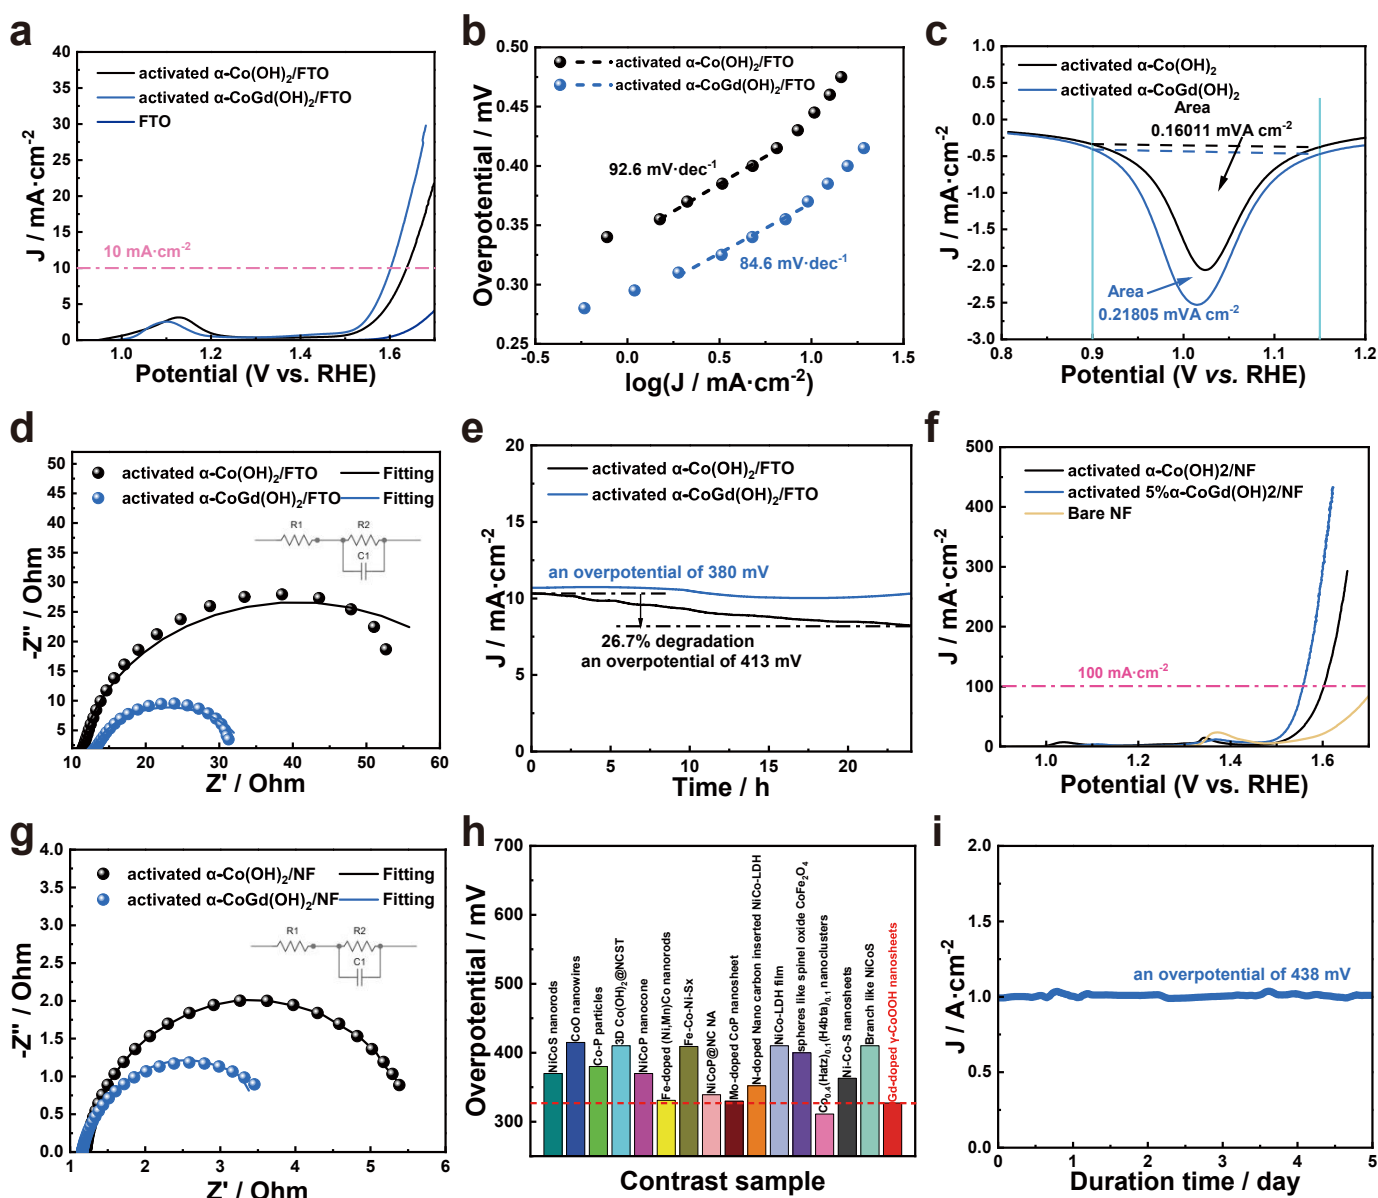 a
40
35
30
25
20
15
10
5
0
J / mA·cm-2
activated α-Co(OH)2/FTO
activated α-CoGd(OH)2/FTO
FTO
10 mA·cm-2
1.0
1.2
1.4
1.6
Potential (V vs. RHE)
b
0.50
0.45
0.40
0.35
0.30
0.25
Overpotential / mV
activated α-Co(OH)2/FTO
activated α-CoGd(OH)2/FTO
92.6 mV·dec-1
84.6 mV·dec-1
-0.5
0.0
0.5
1.0
1.5
log(J / mA·cm-2)
c
0.5
0.0
-0.5
-1.0
-1.5
-2.0
-2.5
-3.0
J / mA·cm-2
activated α-Co(OH)2
activated α-CoGd(OH)2
Area
0.16011 mVA cm-2
Area
0.21805 mVA cm-2
0.8
0.9
1.0
1.1
1.2
Potential (V vs. RHE)
d
50
45
40
35
30
25
20
15
10
5
-Z" / Ohm
activated α-Co(OH)2/FTO
Fitting
activated α-CoGd(OH)2/FTO
Fitting
R1
R2
C1
10
20
30
40
50
60
Z' / Ohm
e
20
15
10
5
0
J / mA·cm-2
activated α-Co(OH)2/FTO
activated α-CoGd(OH)2/FTO
an overpotential of 380 mV
26.7% degradation
an overpotential of 413 mV
0
5
10
15
20
Time / h
f
500
400
300
200
100
0
J / mA·cm-2
activated α-Co(OH)2/NF
activated 5%α-CoGd(OH)2/NF
Bare NF
100 mA·cm-2
1.0
1.2
1.4
1.6
Potential (V vs. RHE)
g
4.0
3.5
3.0
2.5
2.0
1.5
1.0
0.5
0.0
-Z" / Ohm
activated α-Co(OH)2/NF
Fitting
activated α-CoGd(OH)2/NF
Fitting
R1
R2
C1
1
2
3
4
5
6
Z' / Ohm
h
700
600
500
400
300
Overpotential / mV
NiCoS nanorods
CoO nanowires
Co-P particles
3D Co(OH)2@NCST
NiCoP nanocone
Fe-doped (Ni,Mn)Co nanorods
Fe-Co-Ni-Sx
NiCoP@NC NA
Mo-doped CoP nanosheet
N-doped Nano carbon inserted NiCo-LDH
NiCo-LDH film
spheres like spinel oxide CoFe2O4
Co0.4(Hatz)0.1(H4bta)0.1 nanoclusters
Ni-Co-S nanosheets
Branch like NiCoS
Gd-doped γ-CoOOH nanosheets
Contrast sample
i
2.0
1.5
1.0
0.5
0.0
J / A·cm-2
an overpotential of 438 mV
0
1
2
3
4
5
Duration time / day